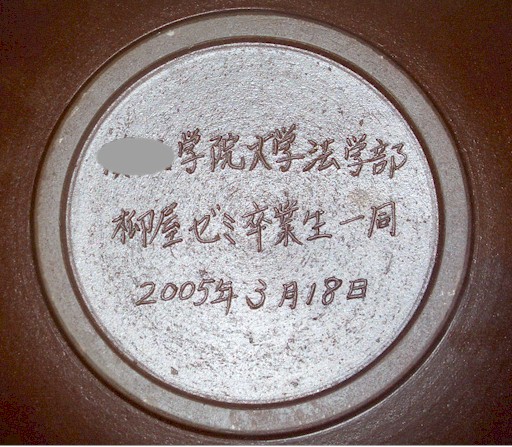 学院大学法学部
柳屋ゼミ卒業生一同
2005年3月18日